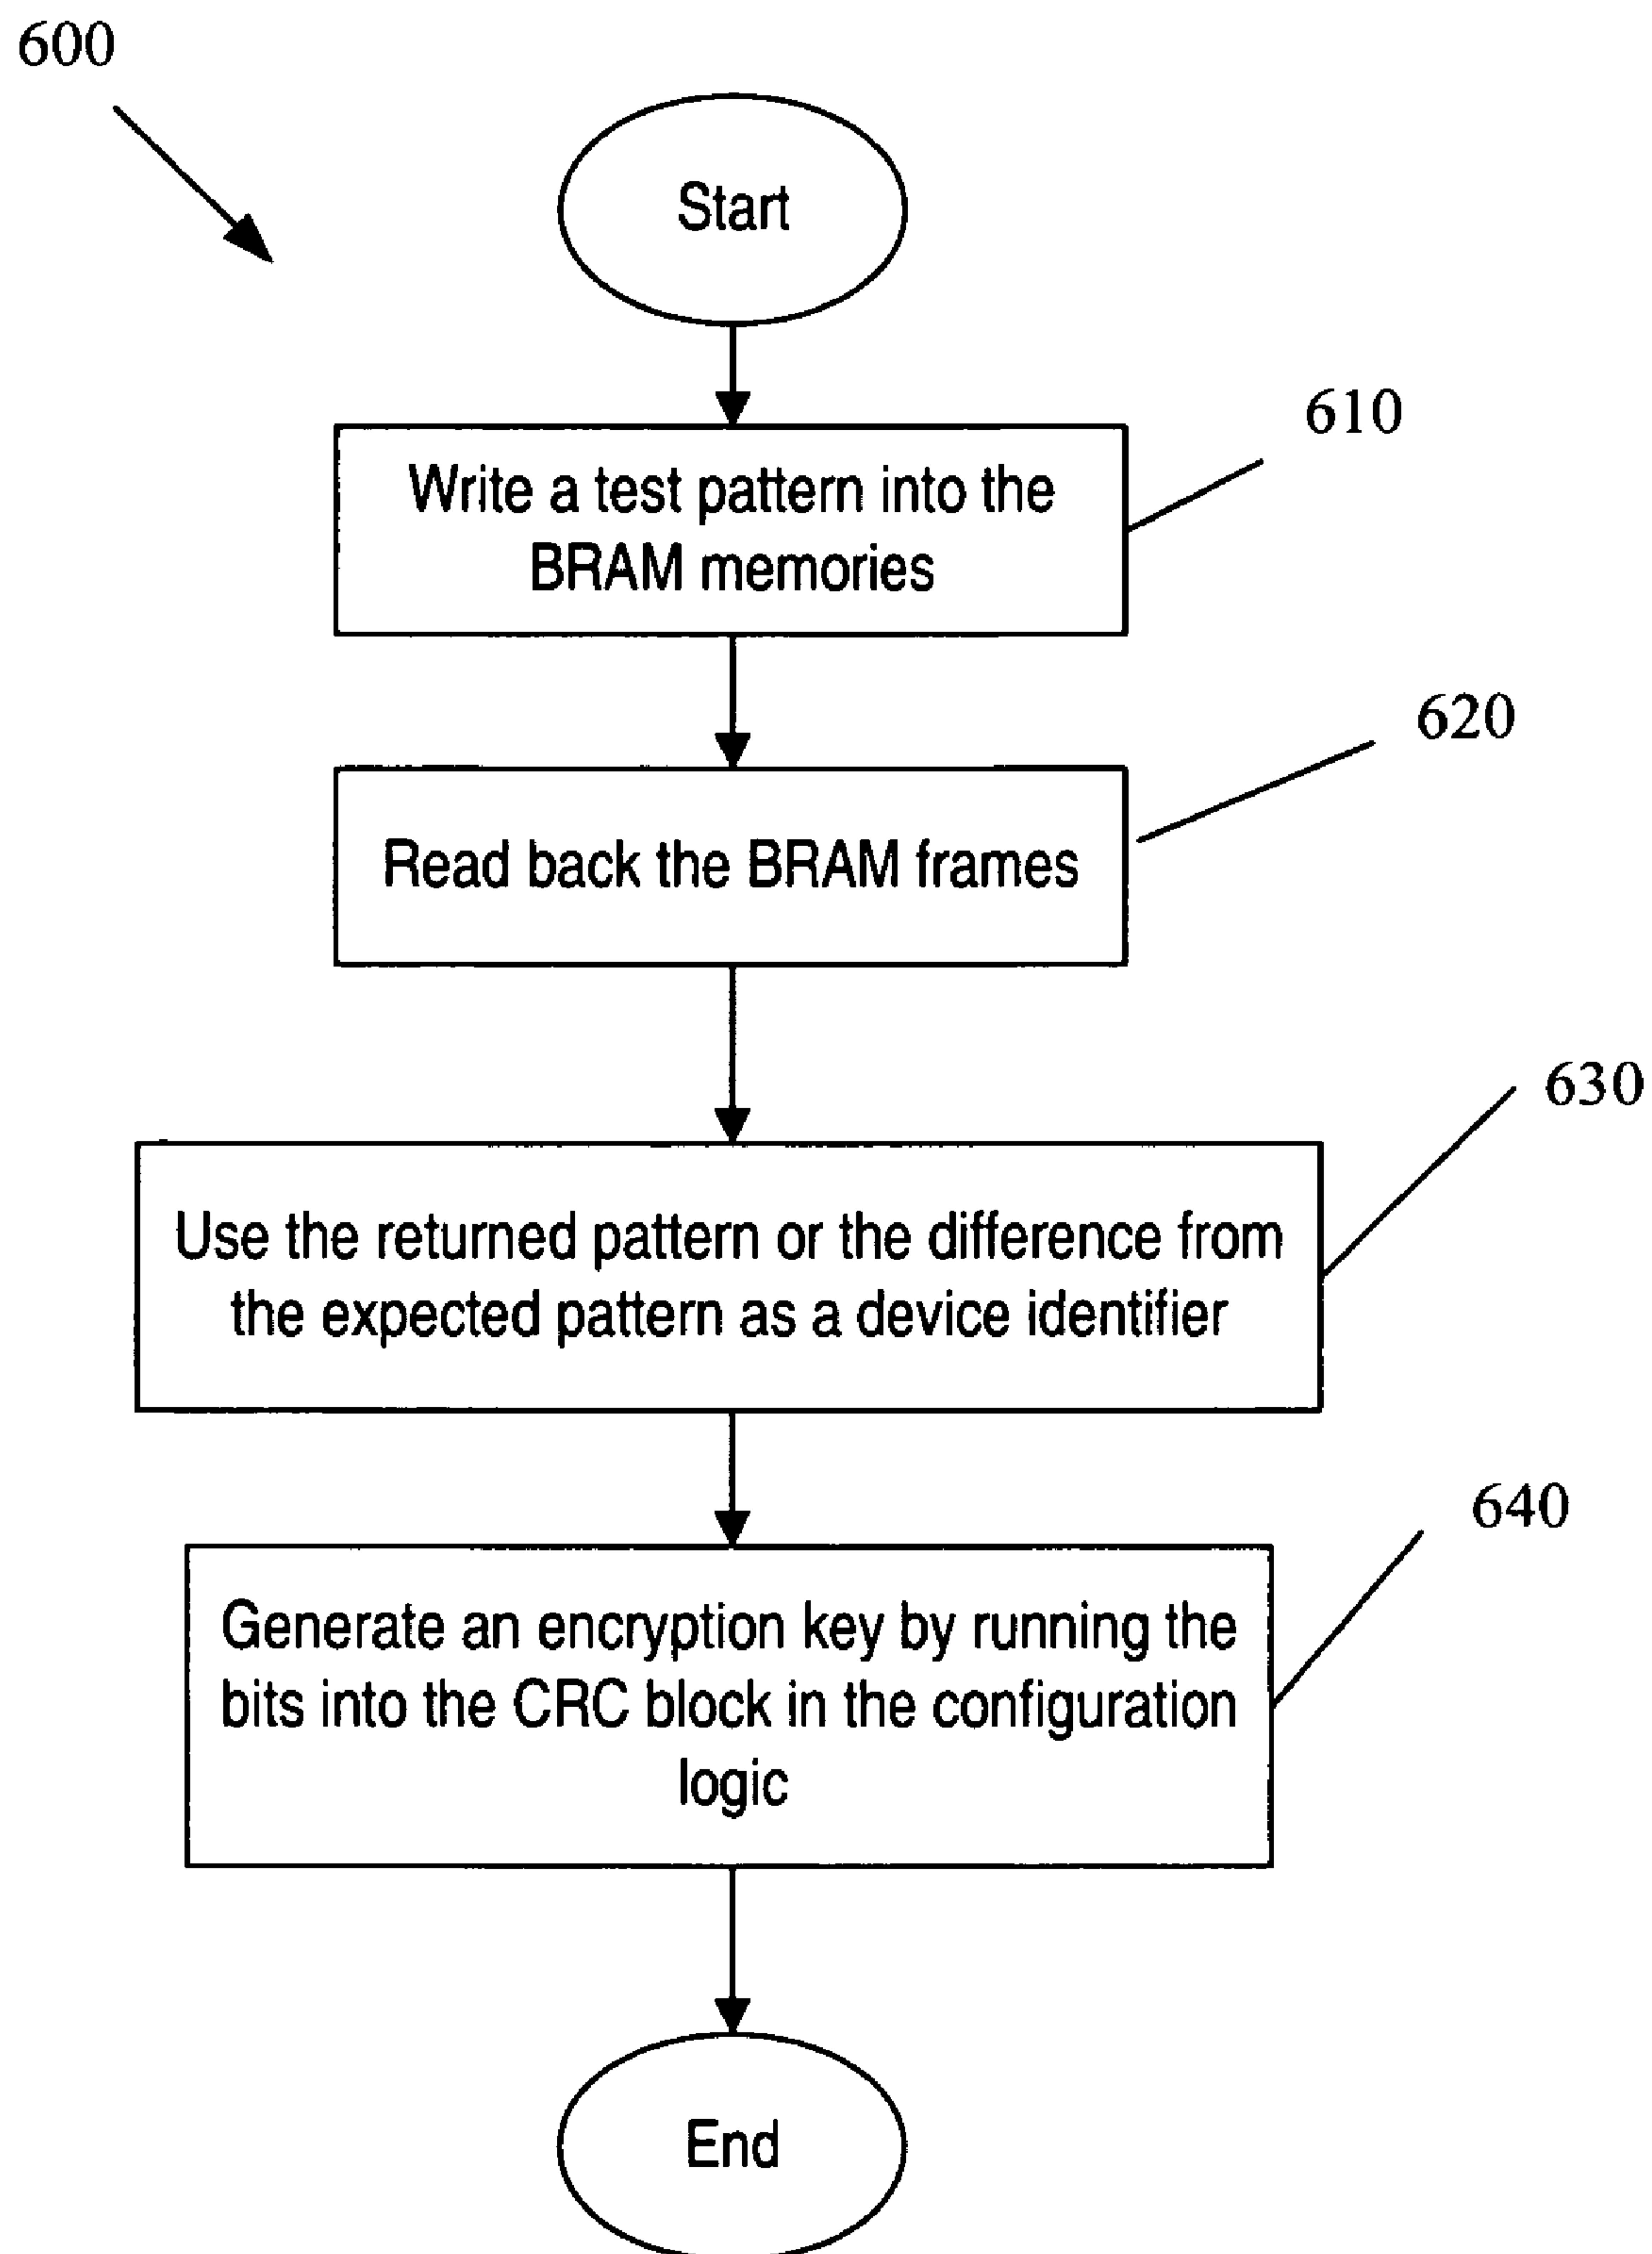 600
Start
610
Write a test pattern into the
BRAM memories
620
Read back the BRAM frames
630
Use the returned pattern or the difference from
the expected pattern as a device identifier
640
Generate an encryption key by running the
bits into the CRC block in the configuration
logic
End